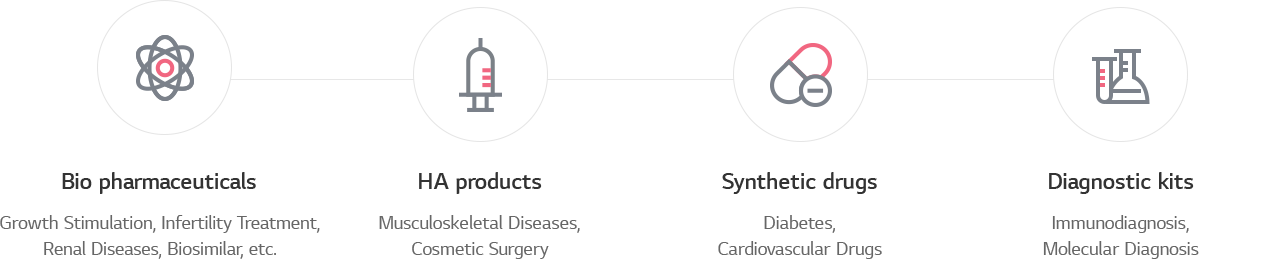 Bio pharmaceuticals
Growth Stimulation, Infertility Treatment,
Renal Diseases, Biosimilar, etc.
HA products
Musculoskeletal Diseases,
Cosmetic Surgery
Synthetic drugs
Diabetes,
Cardiovascular Drugs
Diagnostic kits
Immunodiagnosis,
Molecular Diagnosis